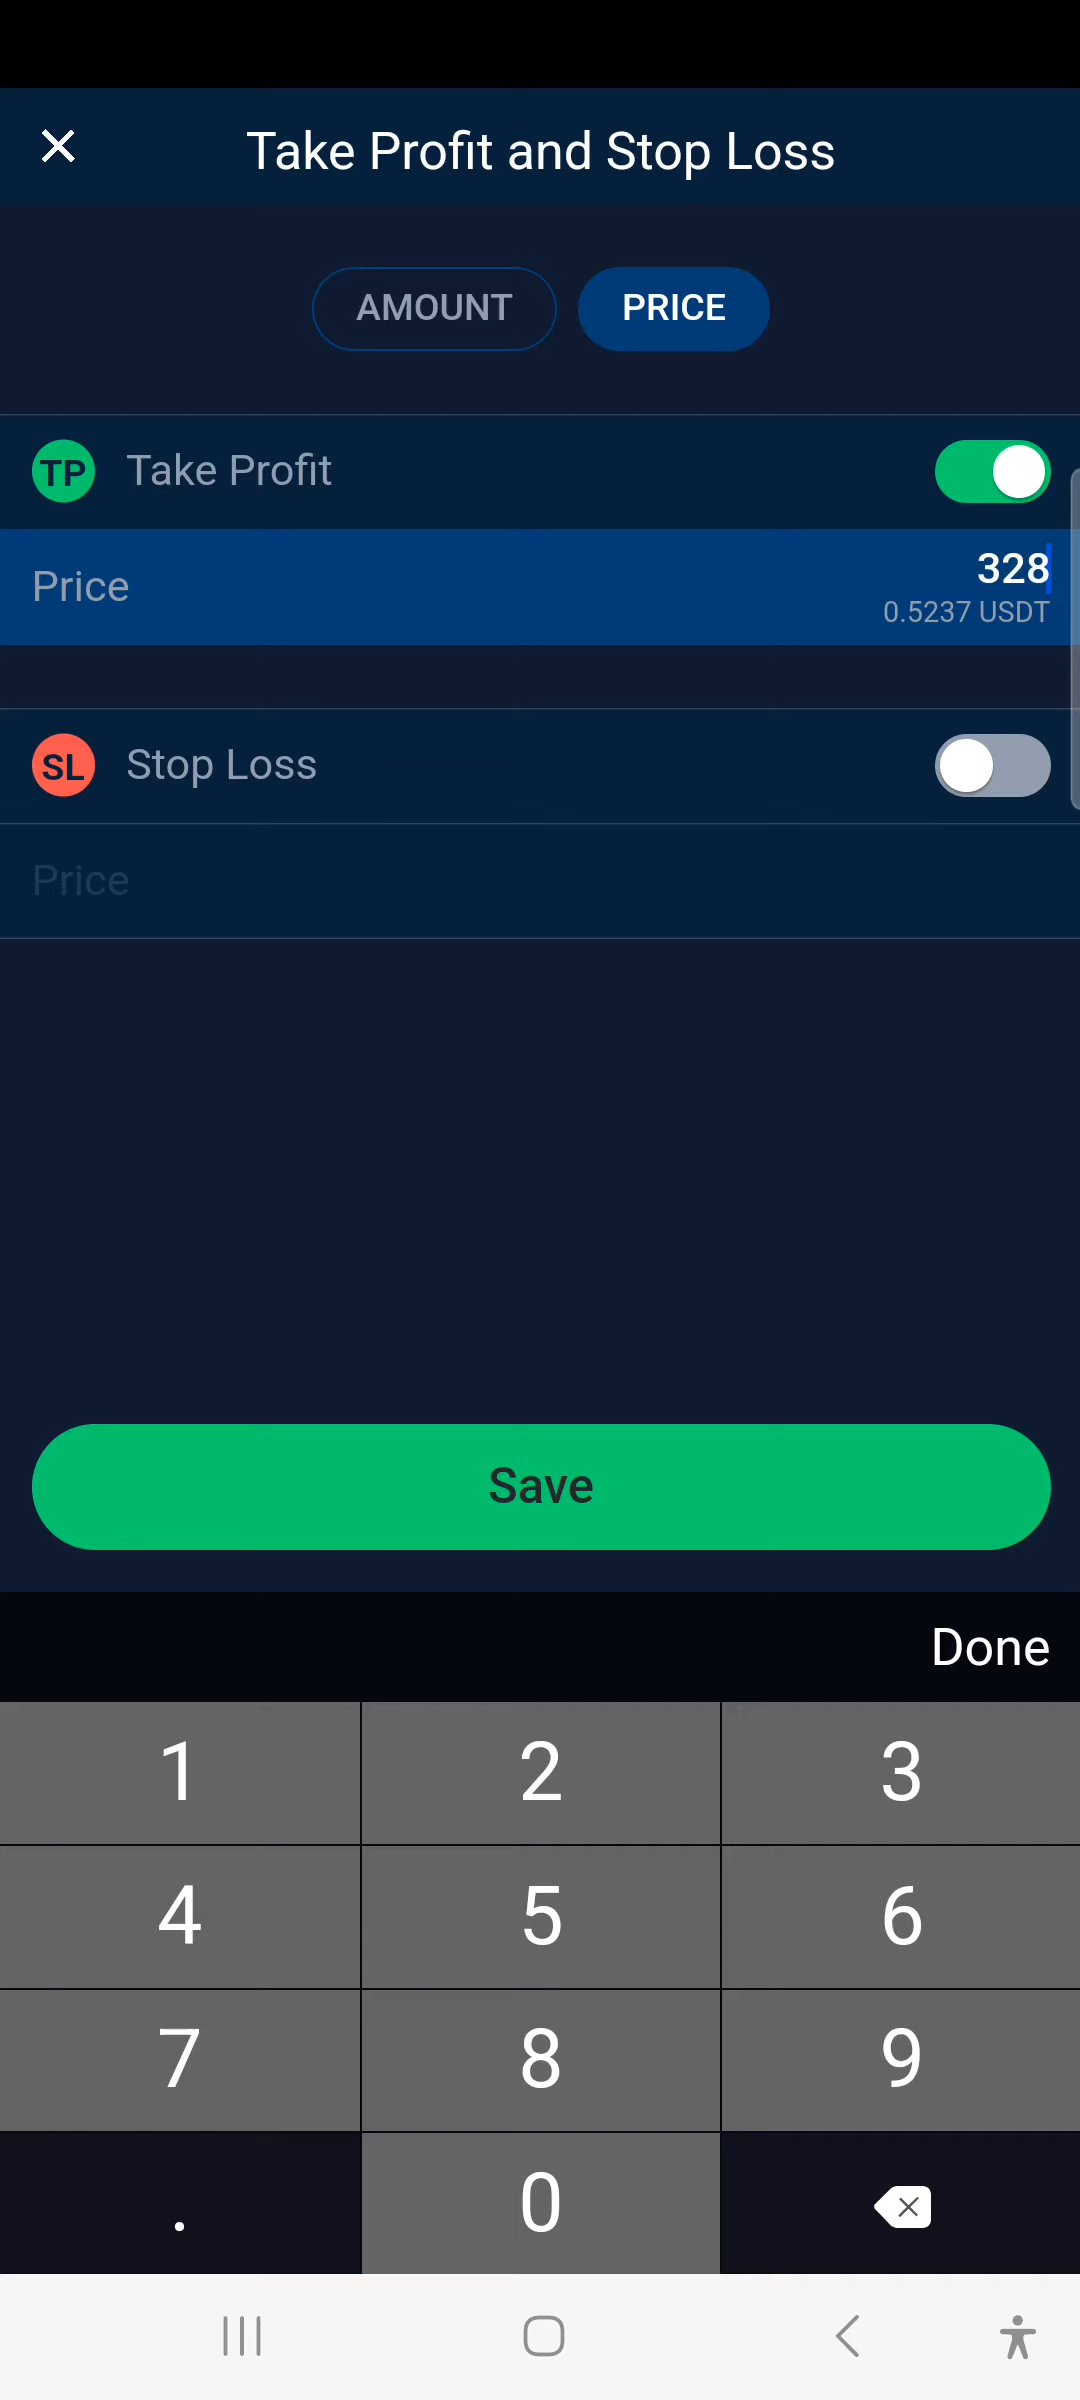 Take Profit and Stop Loss
AMOUNT PRICE
TP Take Profit
Price 328
0.5237 USDT
SL Stop Loss
Price
Save
Done
1 2 3
4 5 6
7 8 9
. 0